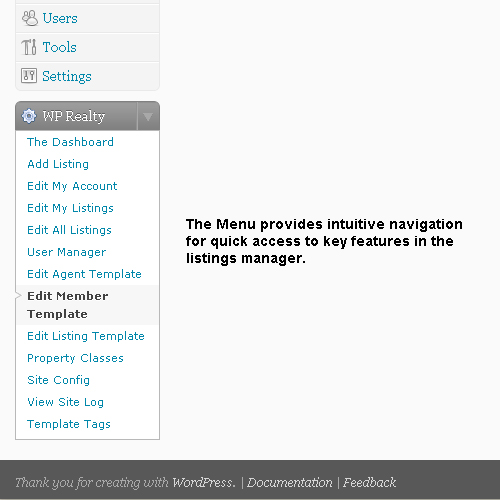 Users
Tools
Settings
WP Realty
The Dashboard
Add Listing
Edit My Account
Edit My Listings
Edit All Listings
User Manager
Edit Agent Template
Edit Member
Template
Edit Listing Template
Property Classes
Site Config
View Site Log
Template Tags
The Menu provides intuitive navigation
for quick access to key features in the
listings manager.
Thank you for creating with WordPress. | Documentation | Feedback